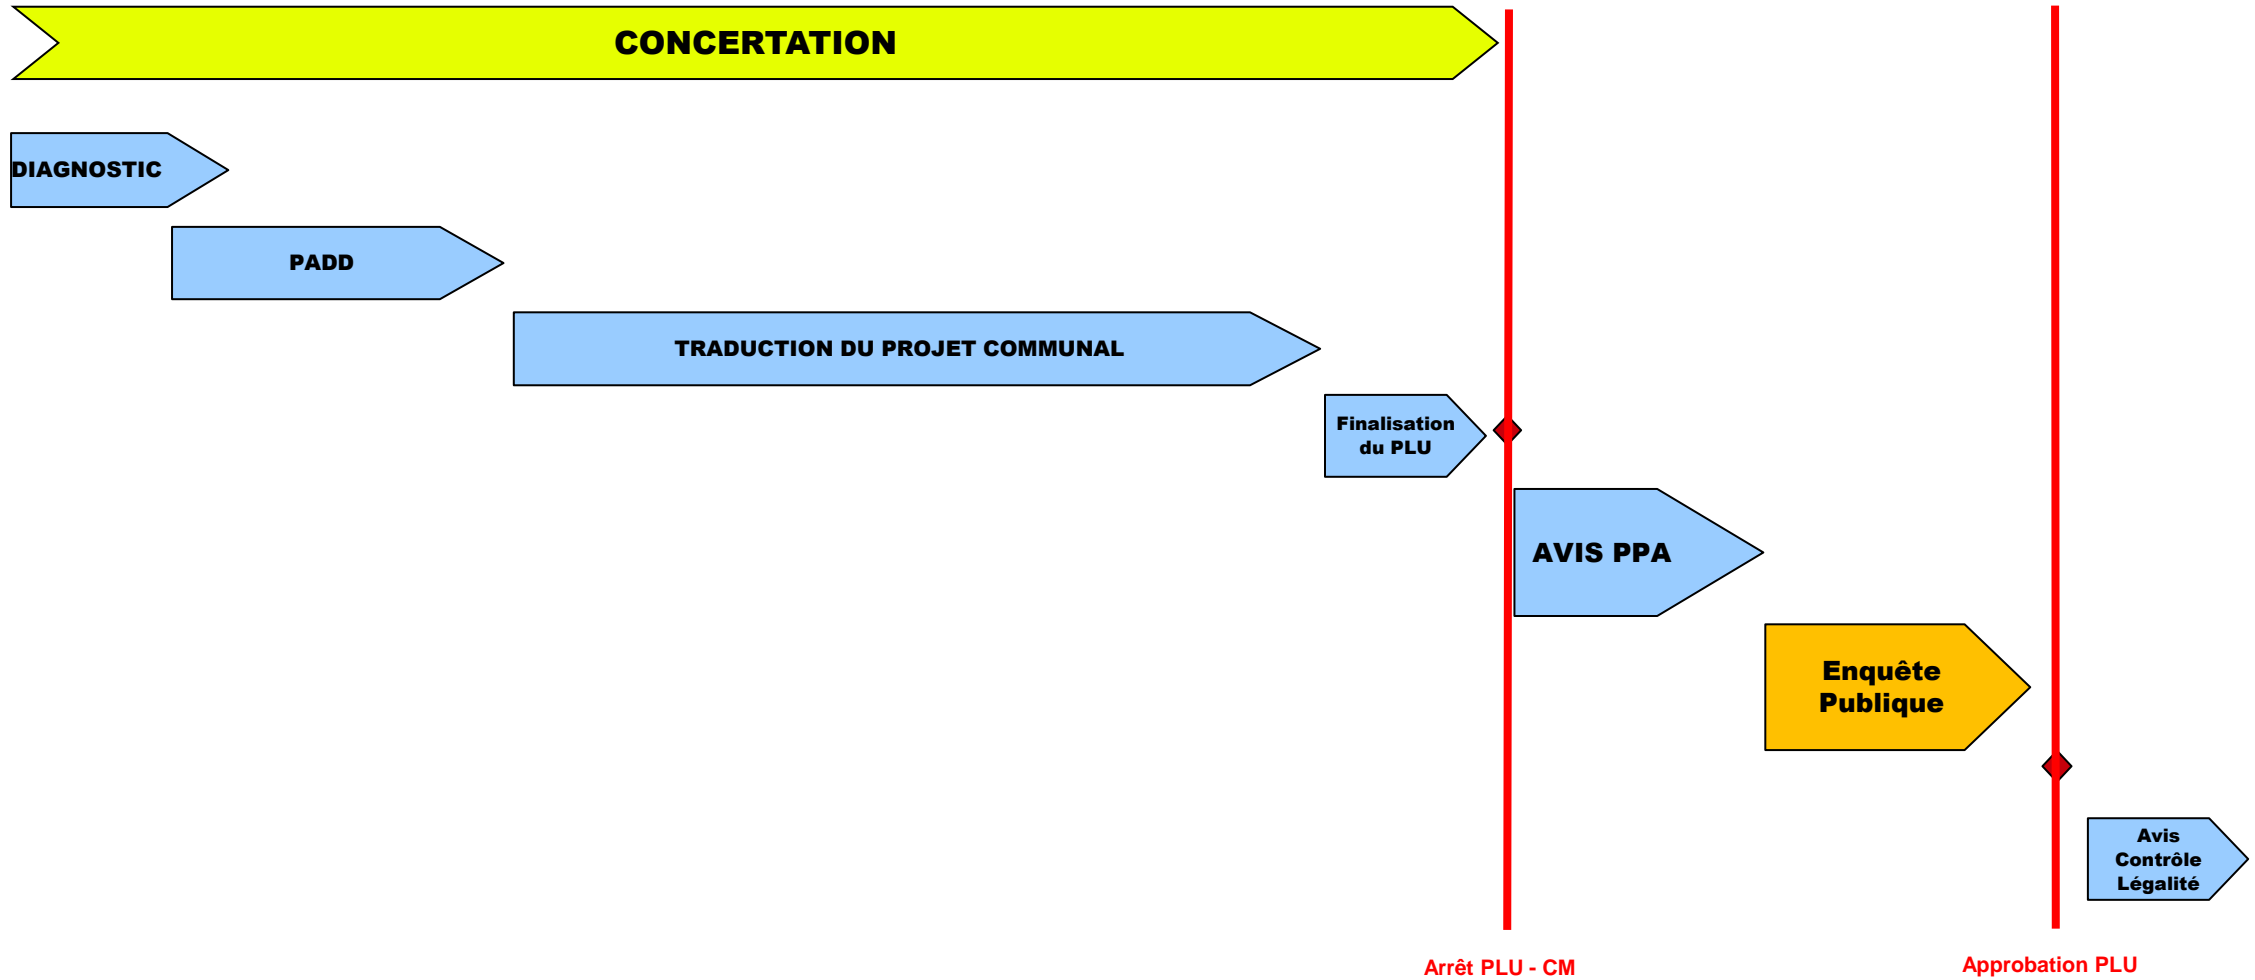 CONCERTATION
DIAGNOSTIC
PADD
TRADUCTION DU PROJET COMMUNAL
Finalisation
du PLU
AVIS PPA
Enquête
Publique
Avis
Contrôle
Légalité
Arrêt PLU - CM
Approbation PLU